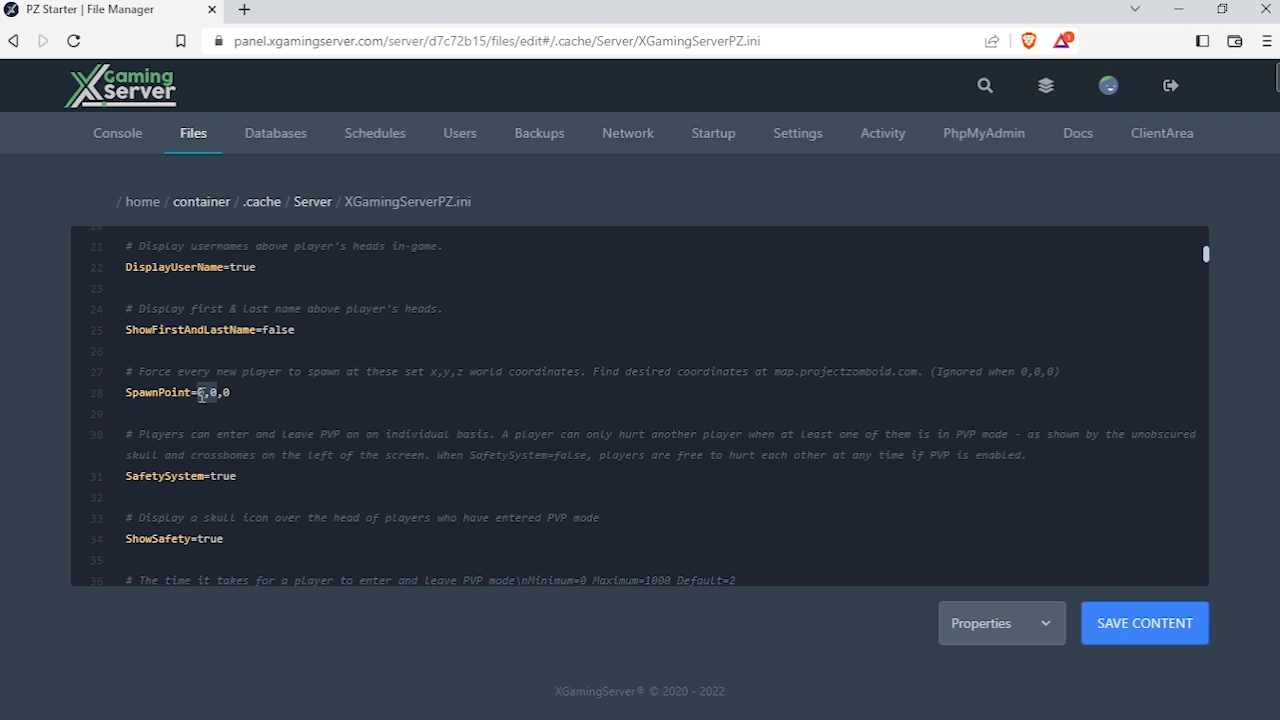 PZ Starter | File Manager
panel.xgamingserver.com/server/d7c72b15/files/edit#/.cache/Server/XGamingServerPZ.ini
1
XGaming
Server
Console Files Databases Schedules Users Backups Network Startup Settings Activity PhpMyAdmin Docs ClientArea
/ home / container / .cache / Server / XGamingServerPZ.ini
20
21 # Display usernames above player's heads in-game.
22 DisplayUserName=true
23
24 # Display first & last name above player's heads.
25 ShowFirstAndLastName=false
26
27 # Force every new player to spawn at these set x,y,z world coordinates. Find desired coordinates at map.projectzomboid.com. (Ignored when 0,0,0)
28 SpawnPoint=0,0,0
29
30 # Players can enter and leave PVP on an individual basis. A player can only hurt another player when at least one of them is in PVP mode - as shown by the unobscured
skull and crossbones on the left of the screen. When SafetySystem=false, players are free to hurt each other at any time if PVP is enabled.
31 SafetySystem=true
32
33 # Display a skull icon over the head of players who have entered PVP mode
34 ShowSafety=true
35
36 # The time it takes for a player to enter and leave PVP mode\nMinimum=0 Maximum=1000 Default=2
Properties
SAVE CONTENT
XGamingServer® © 2020 - 2022